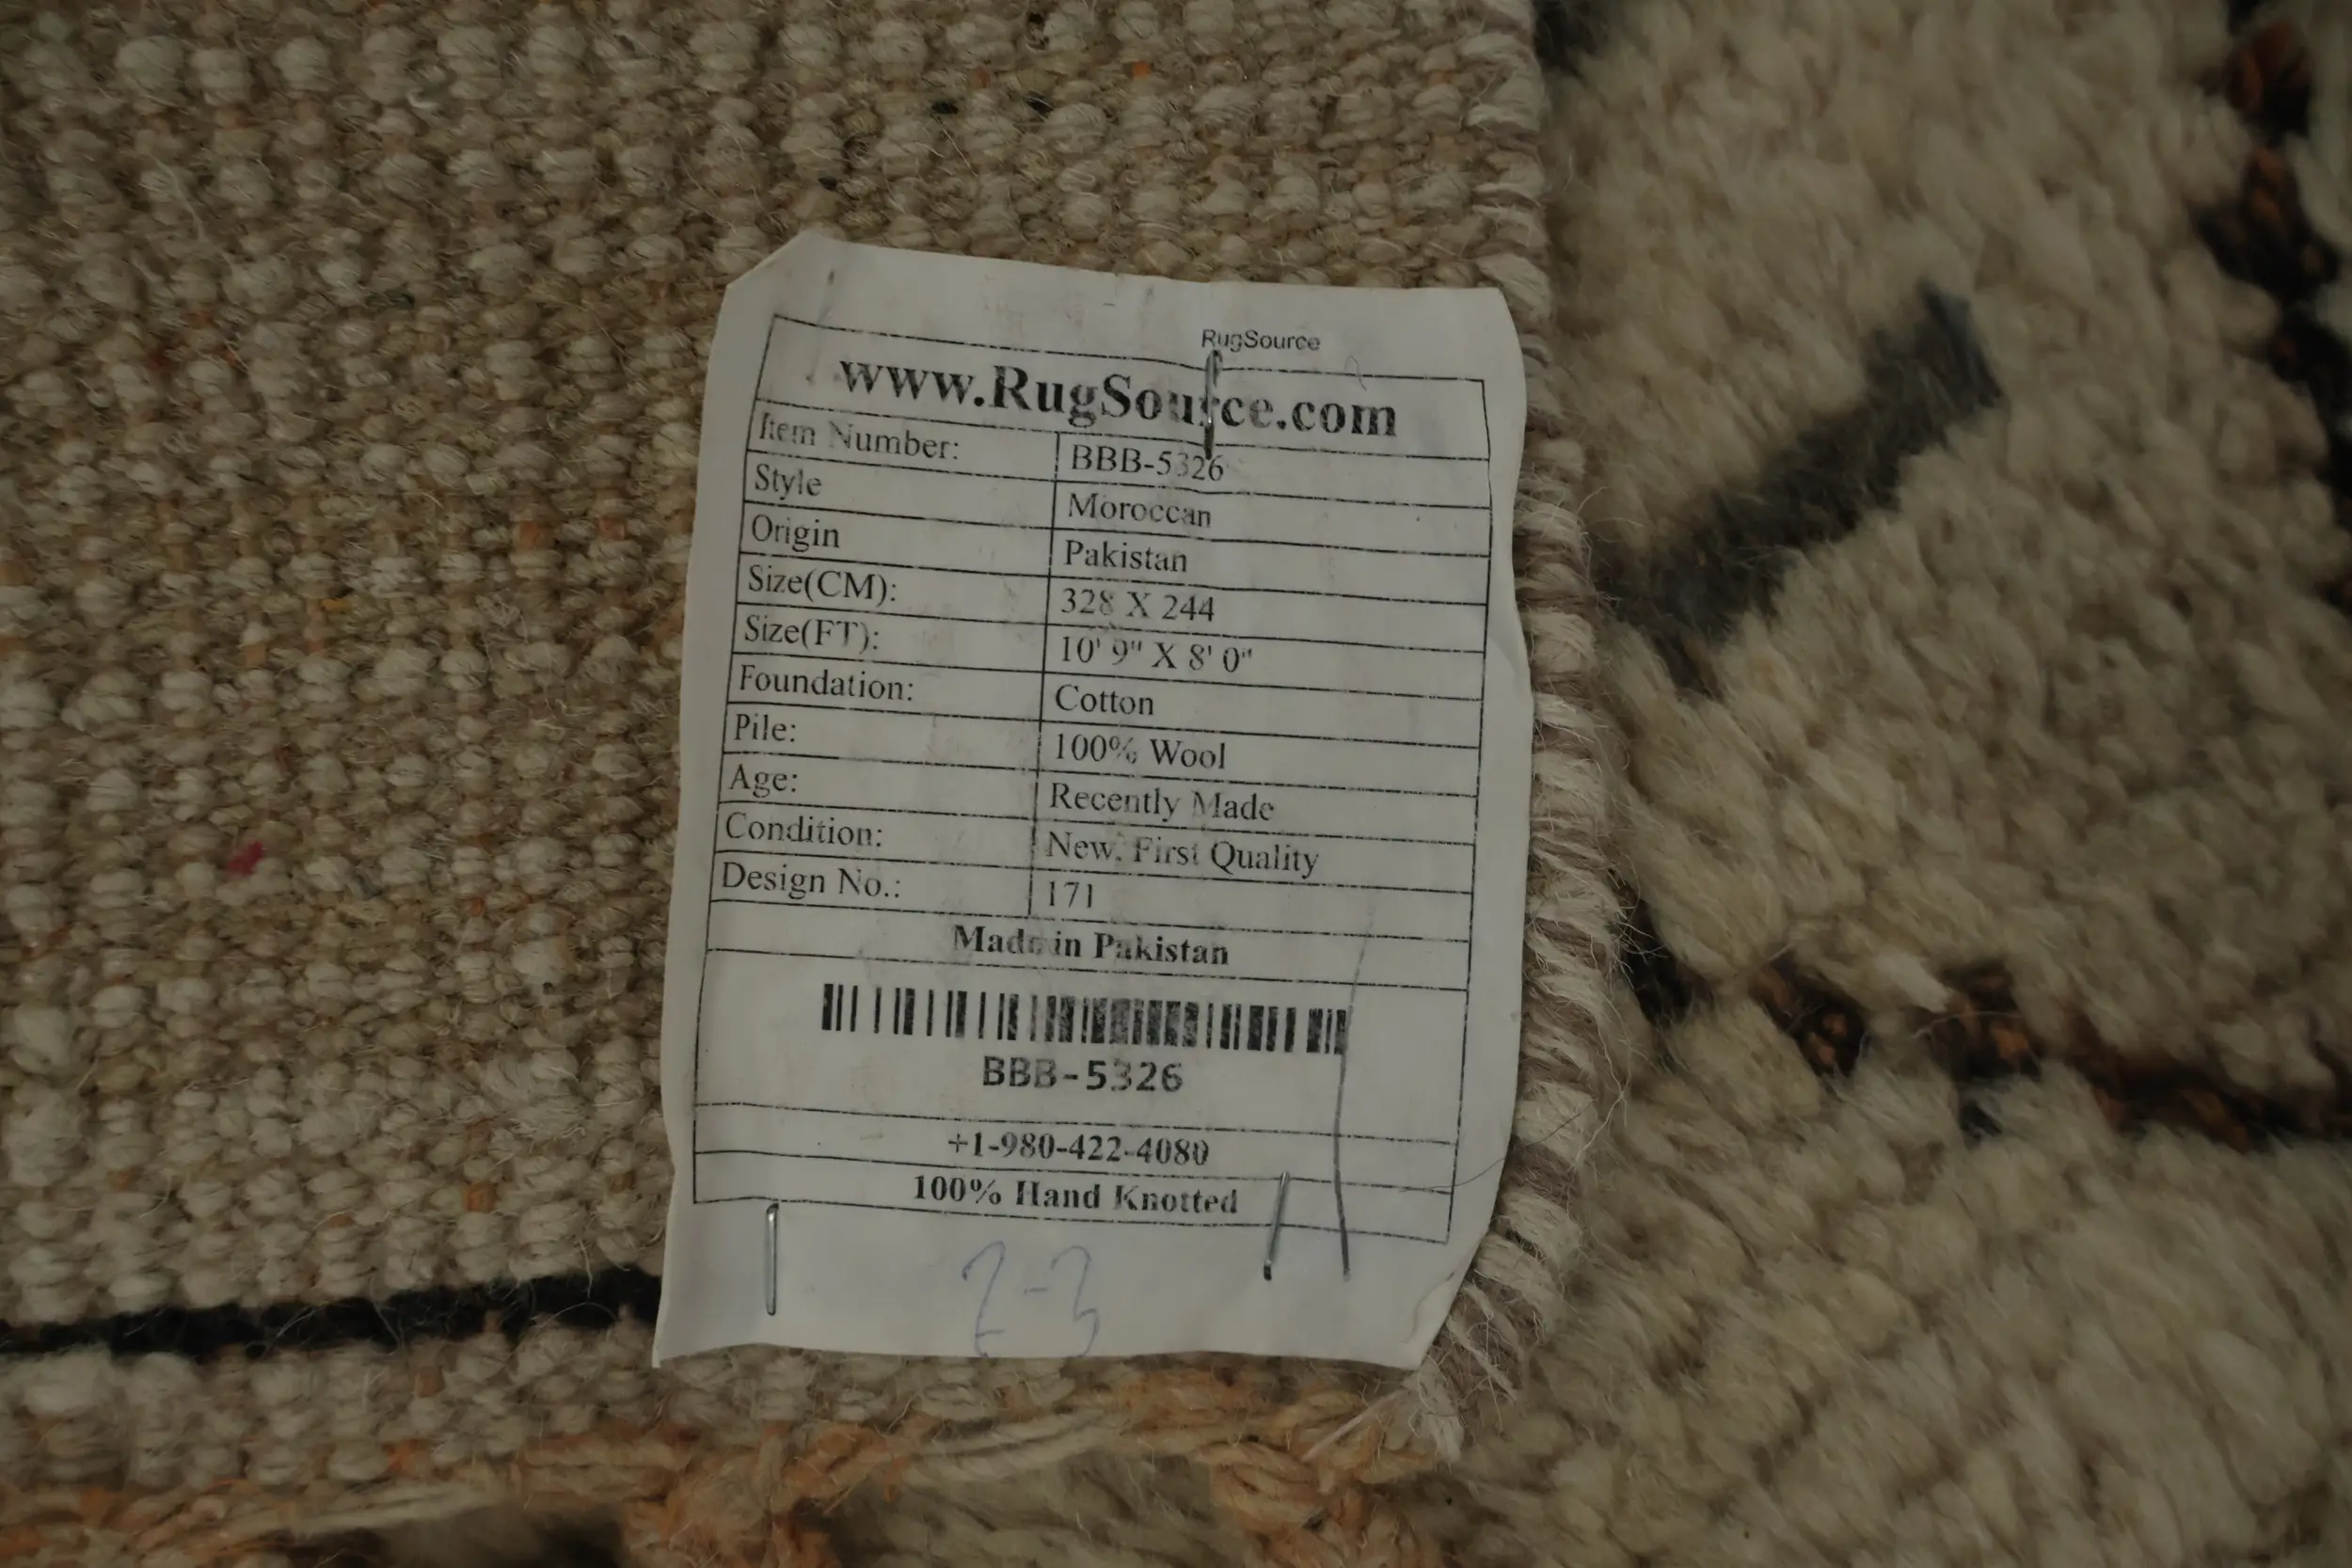 RugSource
www.RugSource.com
Item Number: BBB-5326
Style Moroccan
Origin Pakistan
Size(CM): 328 X 244
Size(FT): 10' 9" X 8' 0"
Foundation: Cotton
Pile: 100% Wool
Age: Recently Made
Condition: New, First Quality
Design No.: 171
Made in Pakistan
BBB-5326
+1-980-422-4080
100% Hand Knotted